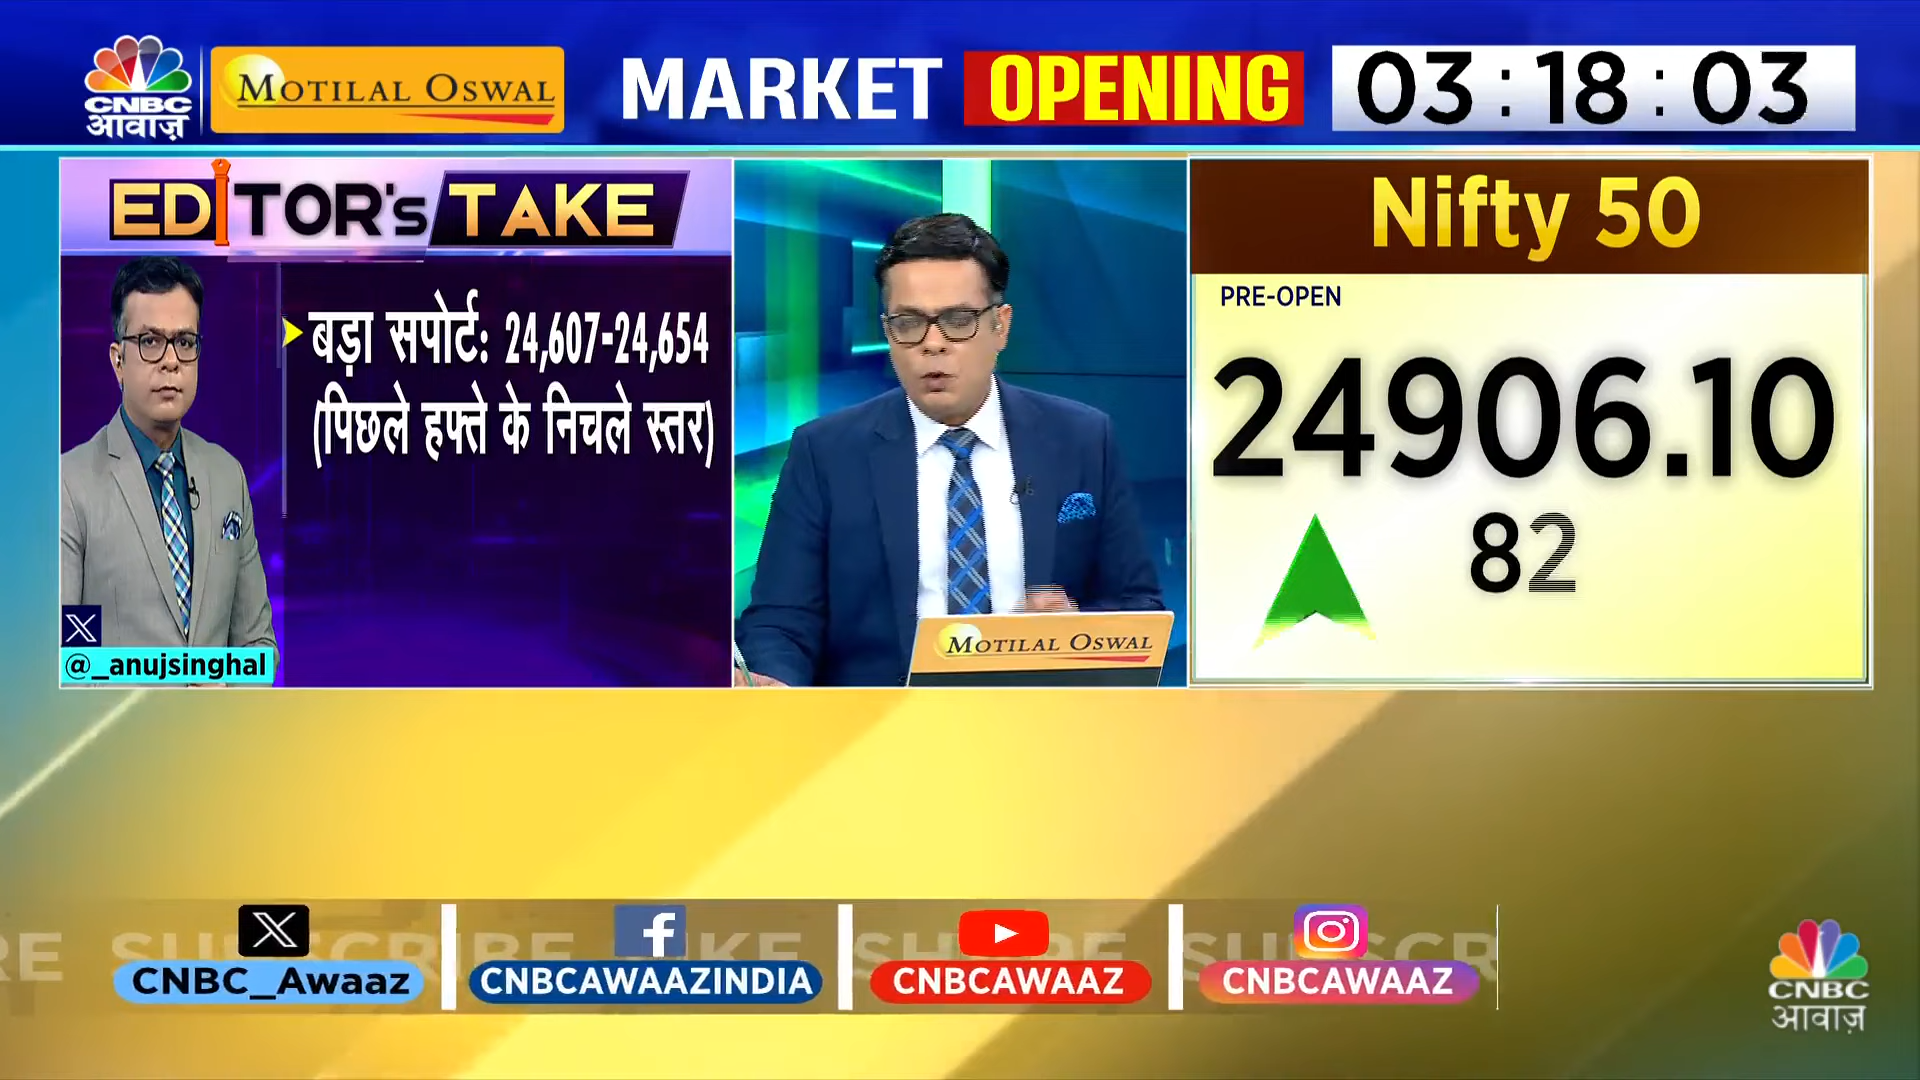 CNBC
आवाज़
MOTILAL OSWAL
MARKET OPENING
03:18:03
EDITOR's TAKE
बड़ा सपोर्ट: 24,607-24,654
(पिछले हफ्ते के निचले स्तर)
@_anujsinghal
MOTILAL OSWAL
Nifty 50
PRE-OPEN
24906.10
82
SUBSCRIBE
CNBC_Awaaz
CNBCAWAAZINDIA
CNBCAWAAZ
CNBCAWAAZ
CNBC
आवाज़